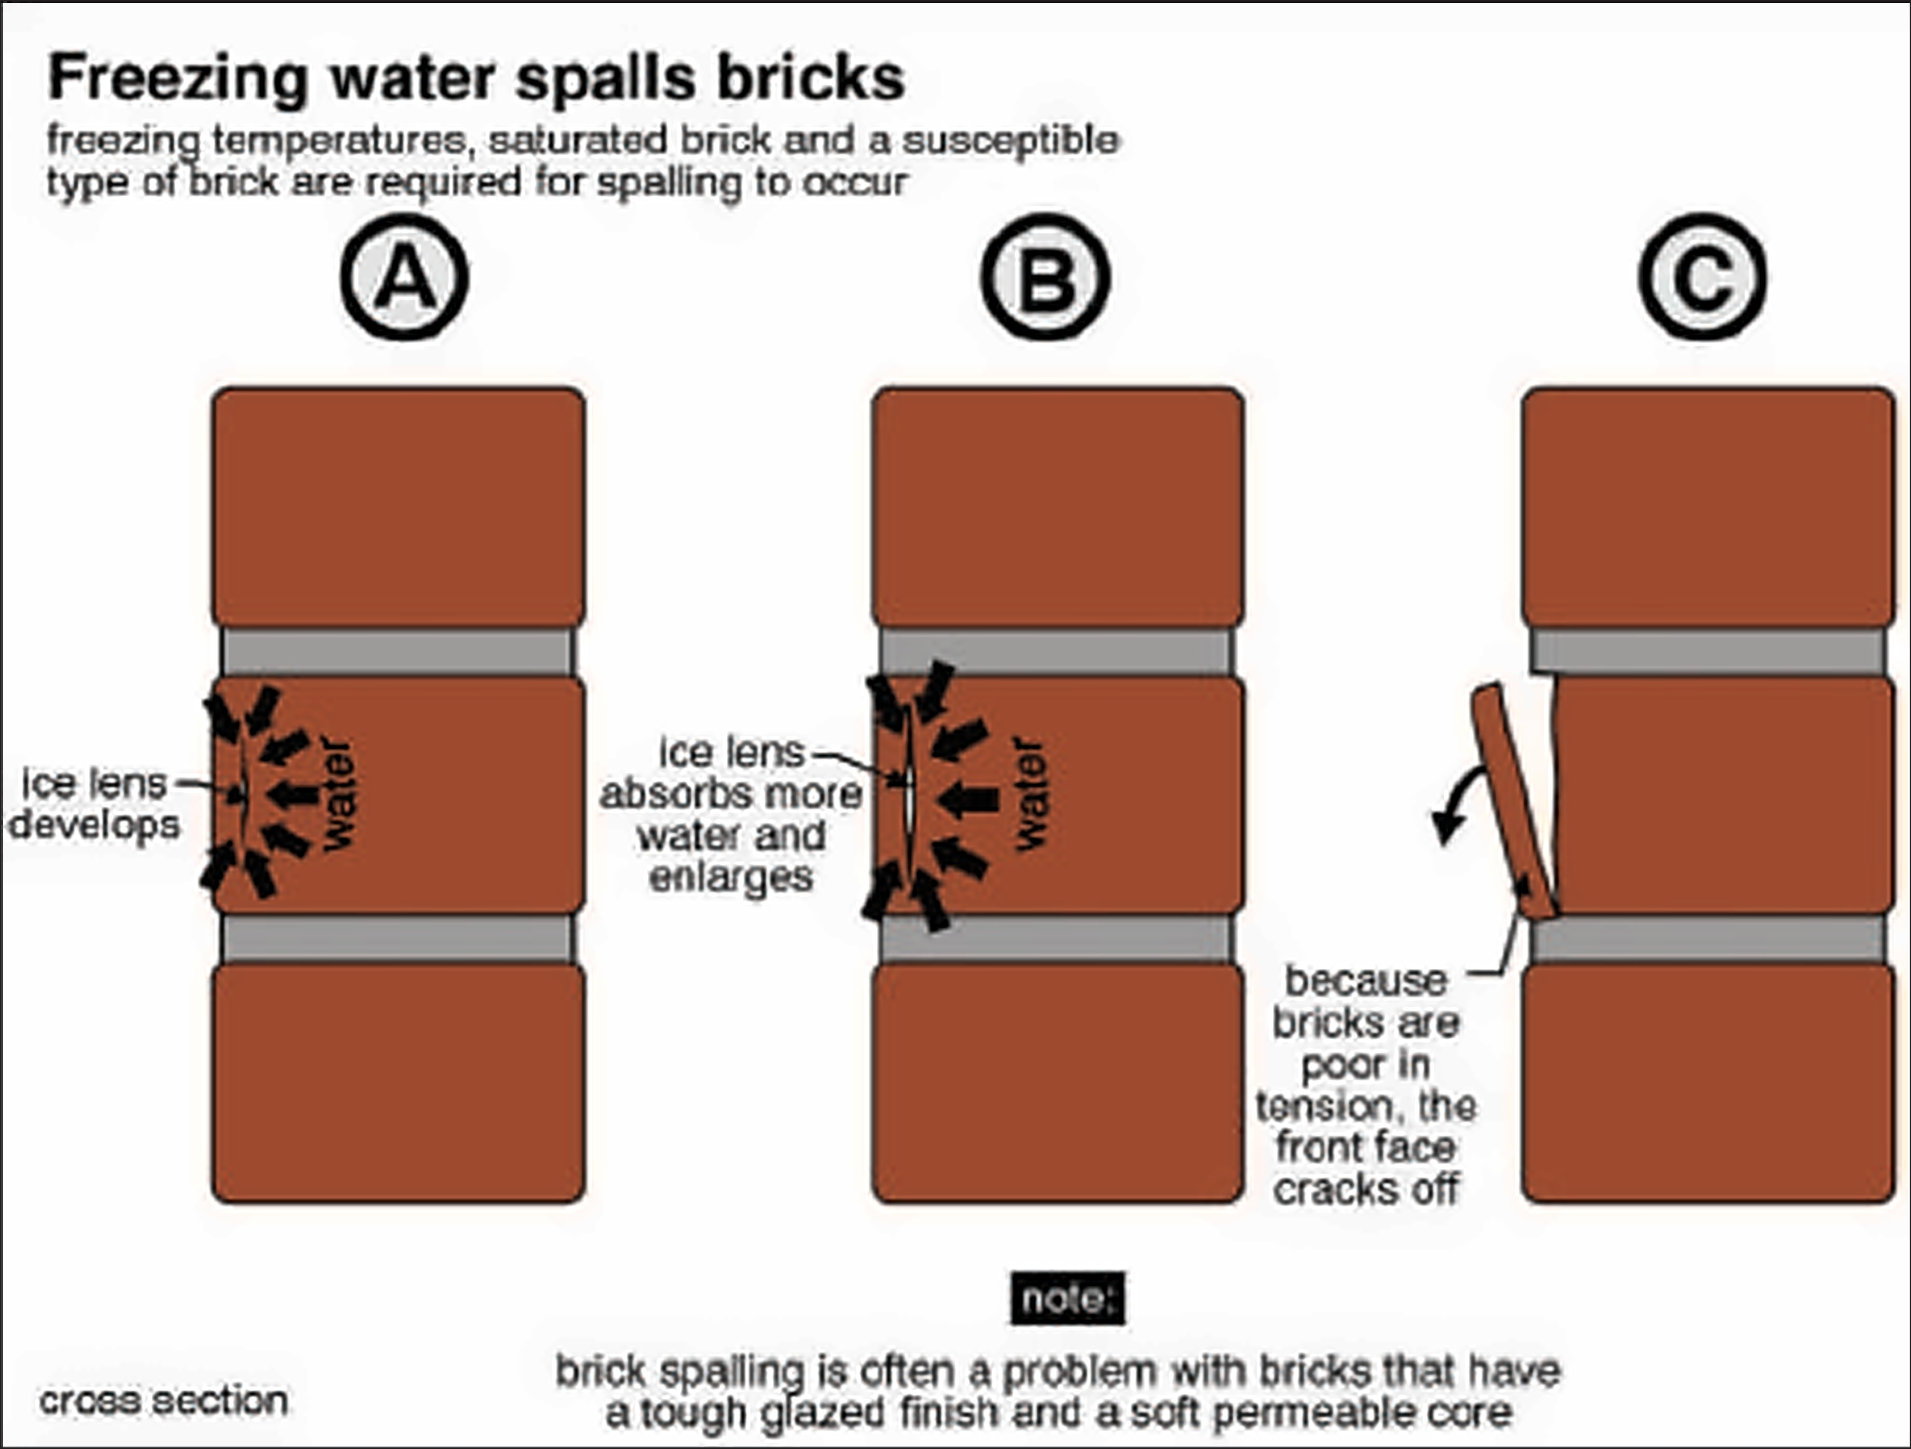 Freezing water spalls bricks
freezing temperatures, saturated brick and a susceptible
type of brick are required for spalling to occur
A
B
C
ice lens
develops
water
ice lens
absorbs more
water and
enlarges
water
because
bricks are
poor in
tension, the
front face
cracks off
note:
brick spalling is often a problem with bricks that have
a tough glazed finish and a soft permeable core
cross section